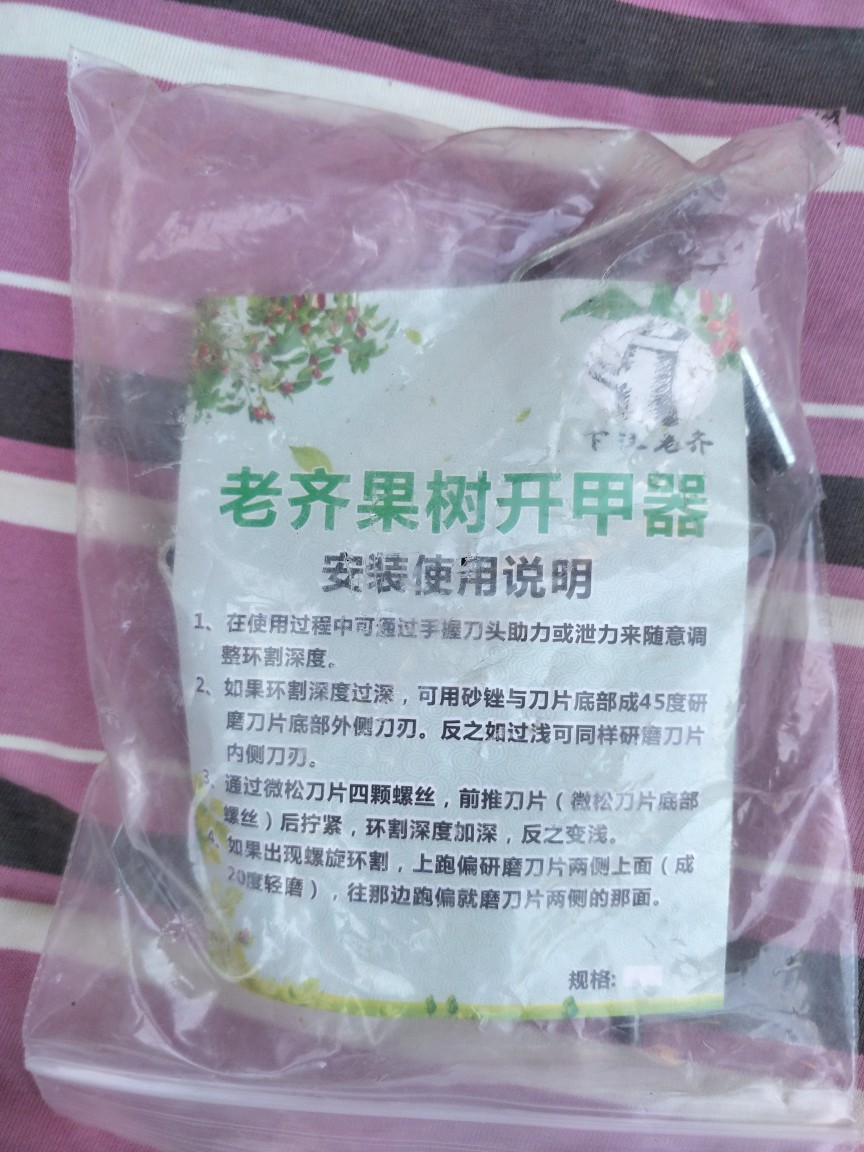 老齐果树开甲器
安装使用说明
1、在使用过程中可通过手握刀头助力或泄力来随意调
整环割深度。
2、如果环割深度过深，可用砂锉与刀片底部成45度研
磨刀片底部外侧刀刃。反之如过浅可同样研磨刀片
内侧刀刃。
3、通过微松刀片四颗螺丝，前推刀片（微松刀片底部
螺丝）后拧紧，环割深度加深，反之变浅。
4、如果出现螺旋环割，上跑偏研磨刀片两侧上面（成
20度轻磨），往那边跑偏就磨刀片两侧的那面。
规格: